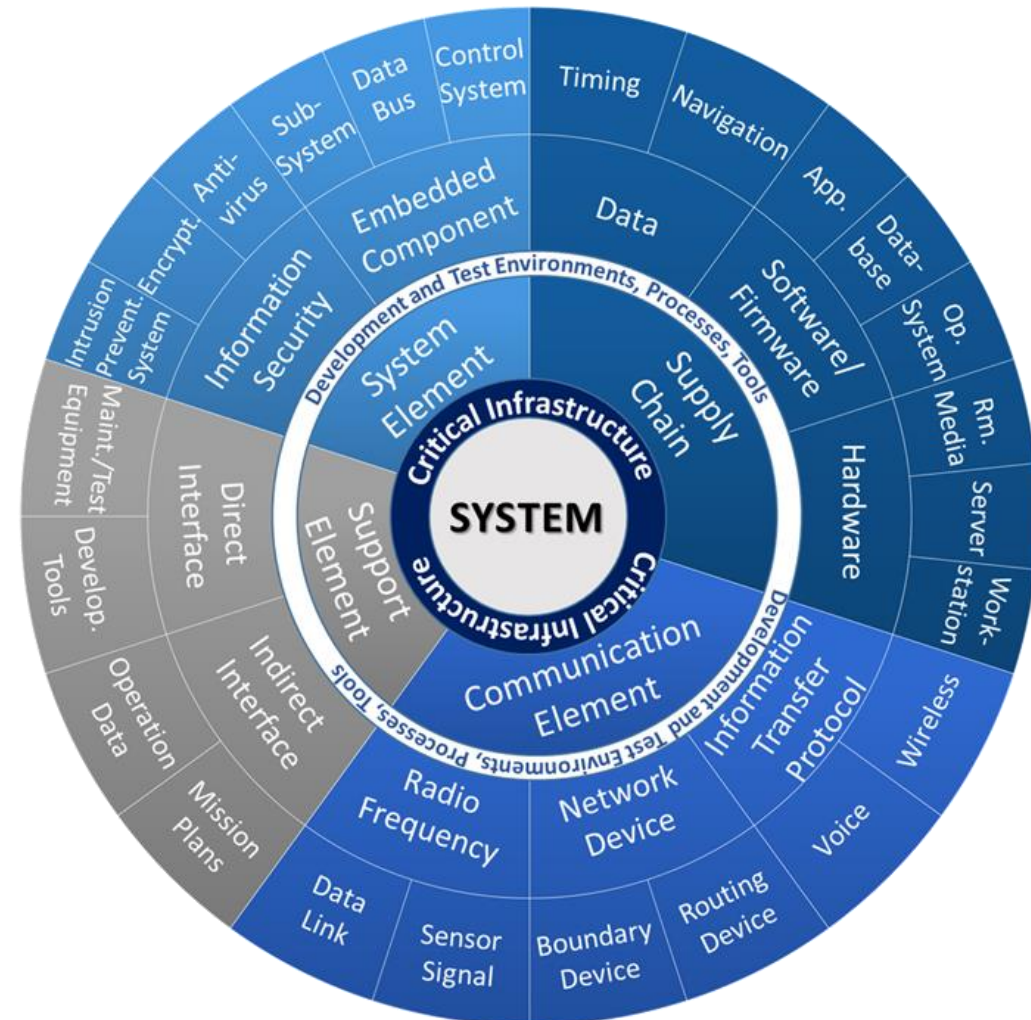 SYSTEM
Critical Infrastructure
Critical Infrastructure
System
Element
Supply
Chain
Communication
Element
Support
Element
Development and Test Environments, Processes, Tools
Development and Test Environments, Processes, Tools
Embedded
Component
Data
Software/
Firmware
Hardware
Information
Transfer
Protocol
Network
Device
Radio
Frequency
Indirect
Interface
Direct
Interface
Information
Security
Control
System
Timing
Navigation
App.
Data-
base
Op.
System
Rm.
Media
Server
Work-
station
Wireless
Voice
Routing
Device
Boundary
Device
Sensor
Signal
Data
Link
Mission
Plans
Operation
Data
Develop.
Tools
Maint./Test
Equipment
Intrusion
Prevent.
System
Encrypt.
Anti-
virus
Sub-
System
Data
Bus